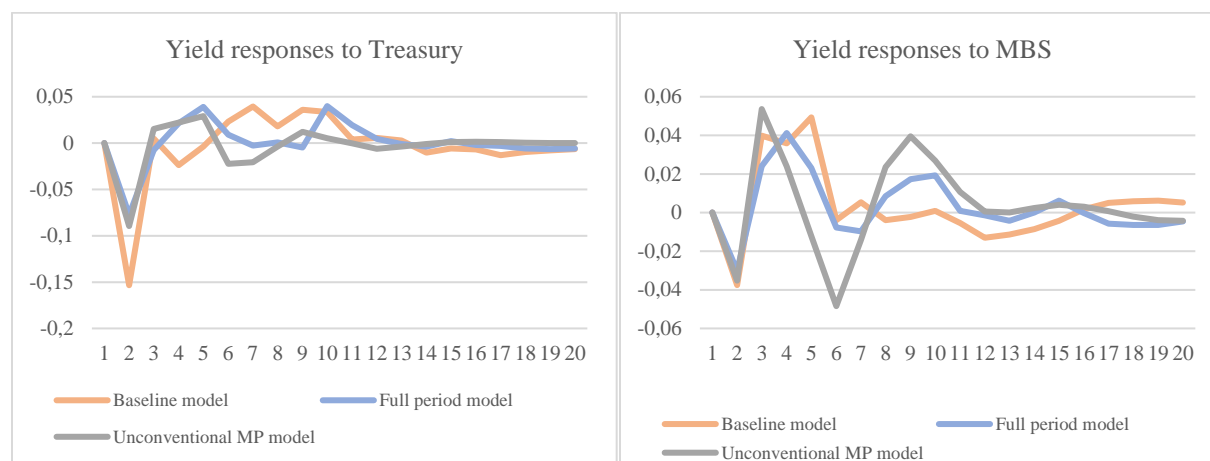 Yield responses to Treasury
0,05
0
-0,05
-0,1
-0,15
-0,2
1 2 3 4 5 6 7 8 9 10 11 12 13 14 15 16 17 18 19 20
Baseline model
Full period model
Unconventional MP model
Yield responses to MBS
0,06
0,04
0,02
0
-0,02
-0,04
-0,06
1 2 3 4 5 6 7 8 9 10 11 12 13 14 15 16 17 18 19 20
Baseline model
Full period model
Unconventional MP model